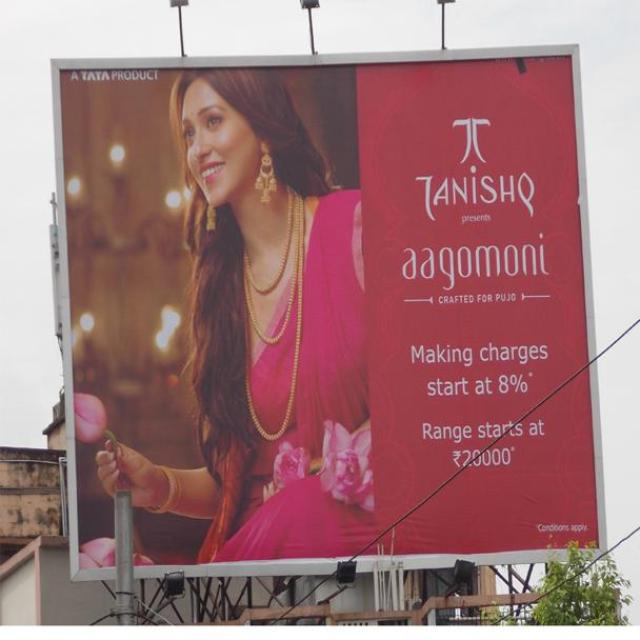 A TATA PRODUCT
TANISHQ
presents
aagomoni
CRAFTED FOR PUJO
Making charges
start at 8%*
Range starts at
₹20000*
*Conditions apply.